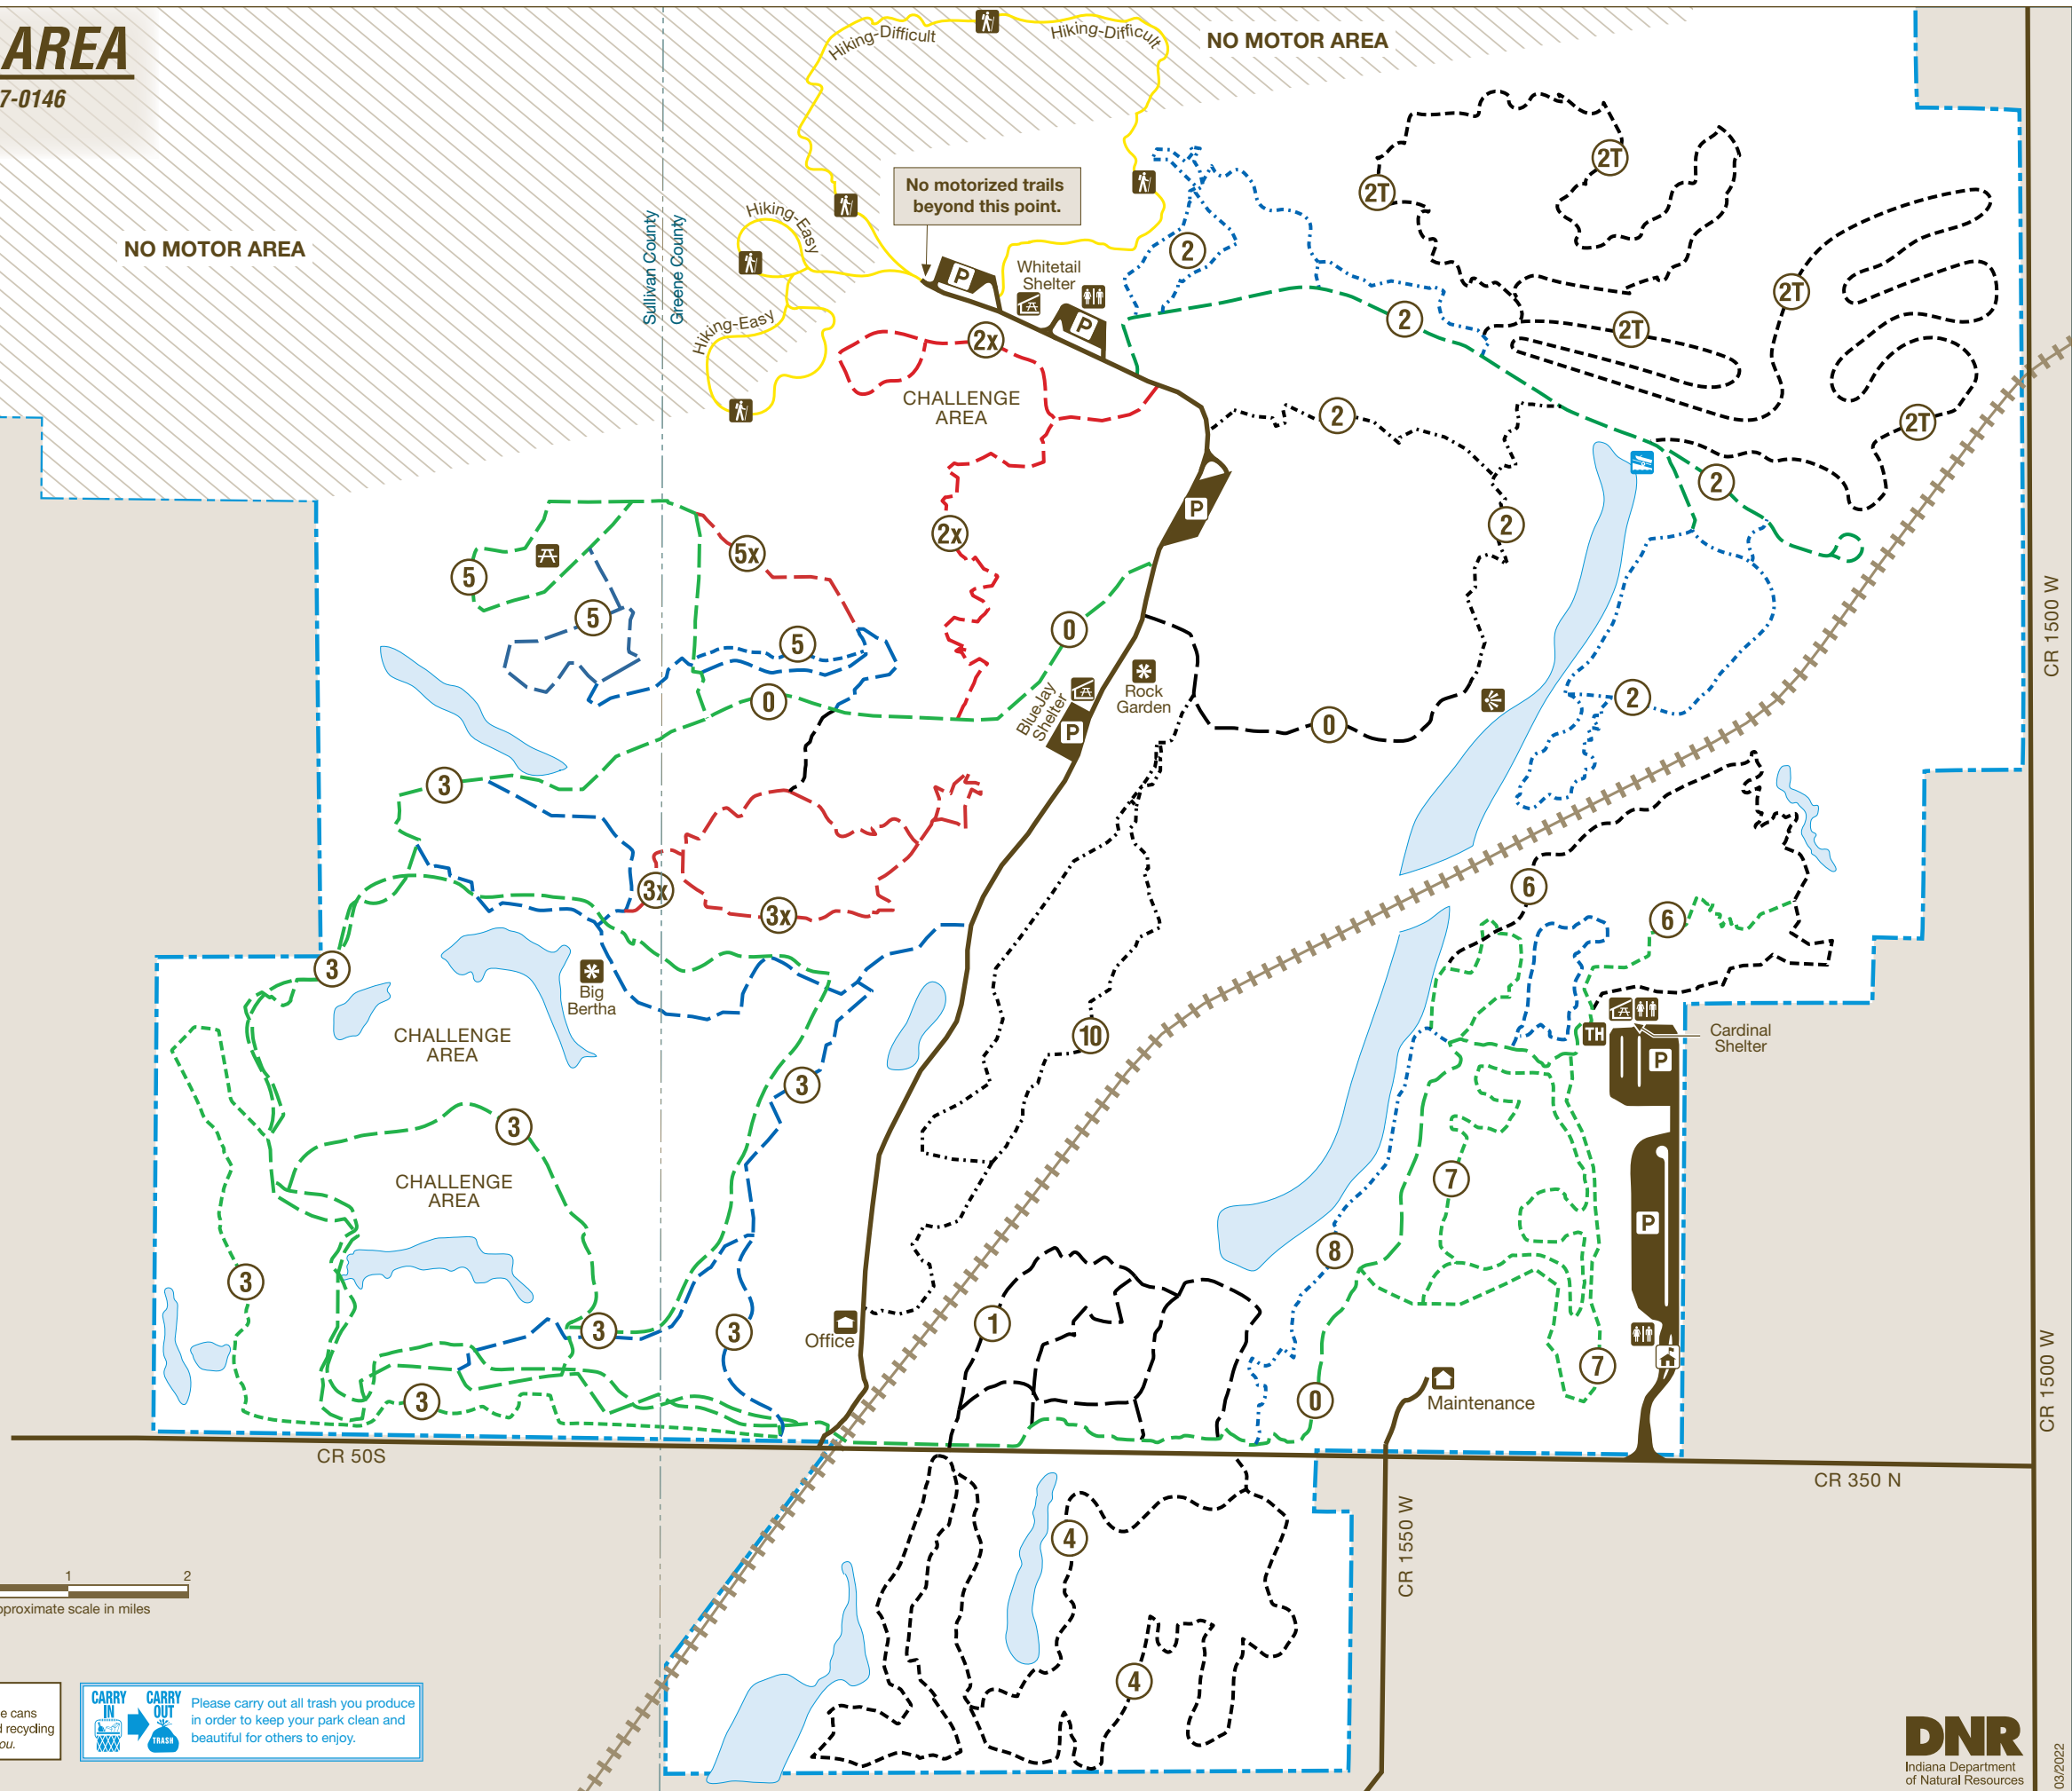 AREA
7-0146
NO MOTOR AREA
NO MOTOR AREA
Hiking-Difficult
Hiking-Difficult
Hiking-Easy
Hiking-Easy
No motorized trails
beyond this point.
Sullivan County
Greene County
Whitetail
Shelter
P
P
2
2T
2T
2T
2T
2T
2
2x
CHALLENGE
AREA
2
2
2
2x
P
5x
5
5
5
0
0
BlueJay
Shelter
P
Rock
Garden
0
2
3
3x
3x
6
6
3
Big
Bertha
CHALLENGE
AREA
10
TH
P
Cardinal
Shelter
3
3
CHALLENGE
AREA
7
P
8
3
3
3
1
Office
7
3
0
Maintenance
CR 50S
CR 350 N
CR 1500 W
CR 1500 W
CR 1550 W
4
4
1
2
pproximate scale in miles
e cans
d recycling
ou.
CARRY
IN
CARRY
OUT
TRASH
Please carry out all trash you produce
in order to keep your park clean and
beautiful for others to enjoy.
DNR
Indiana Department
of Natural Resources
03/2022